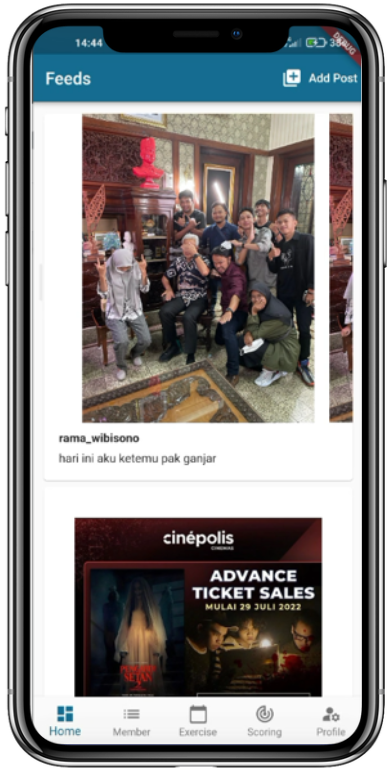 14:44
DEBUG
Feeds
Add Post
rama_wibisono
hari ini aku ketemu pak ganjar
cinépolis
CINEMAS
ADVANCE
TICKET SALES
MULAI 29 JULI 2022
SETAN
Home
Member
Exercise
Scoring
Profile